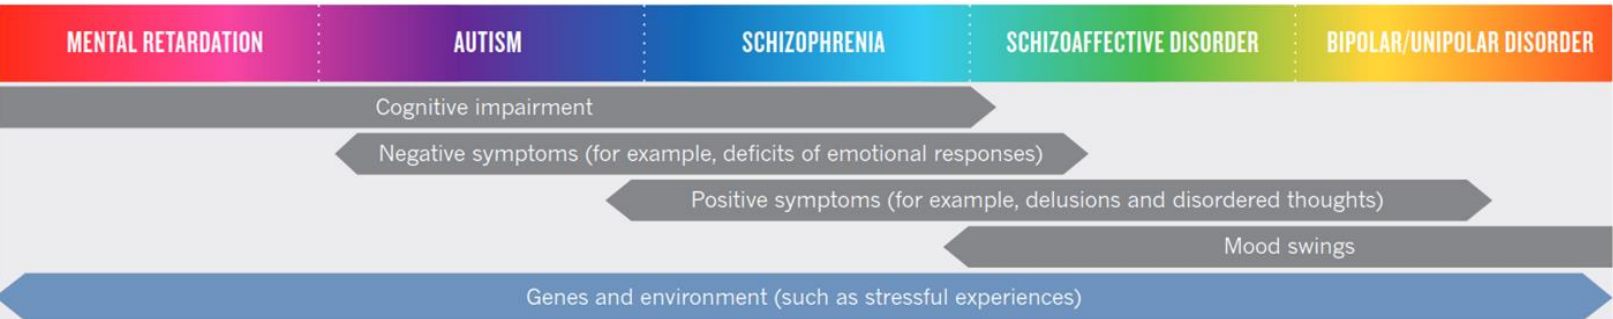 MENTAL RETARDATION
AUTISM
SCHIZOPHRENIA
SCHIZOAFFECTIVE DISORDER
BIPOLAR/UNIPOLAR DISORDER
Cognitive impairment
Negative symptoms (for example, deficits of emotional responses)
Positive symptoms (for example, delusions and disordered thoughts)
Mood swings
Genes and environment (such as stressful experiences)